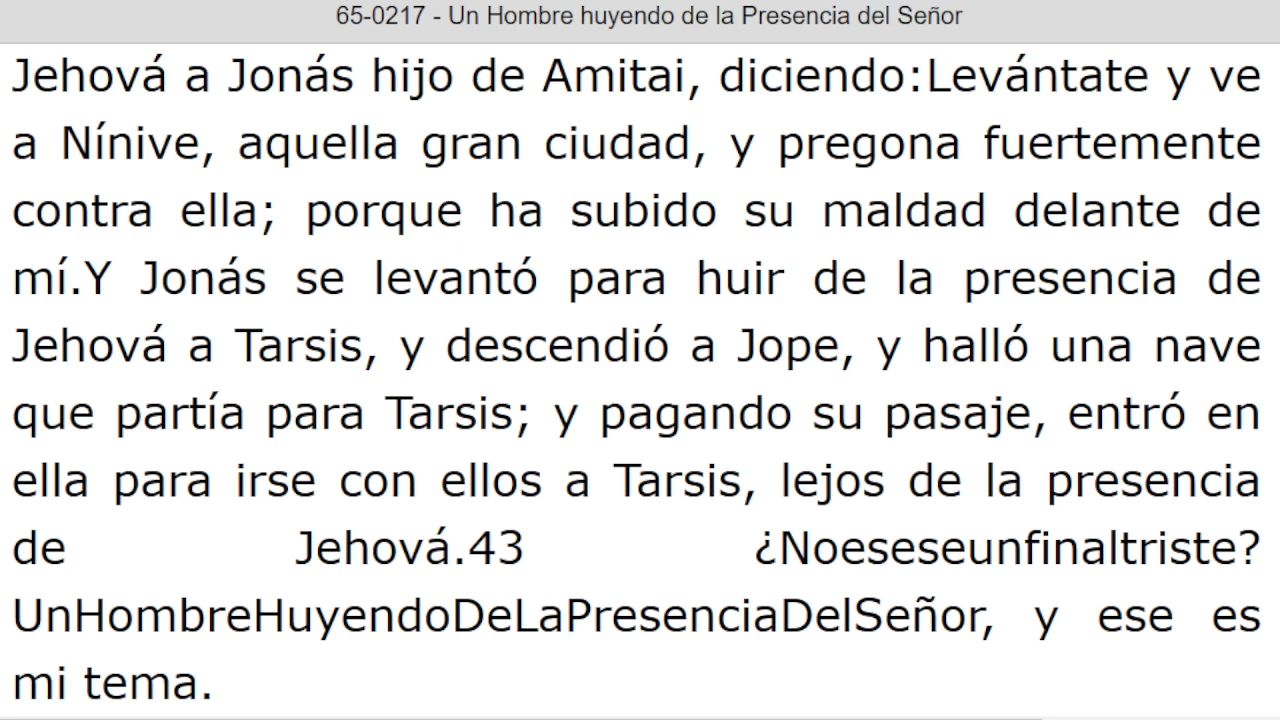 65-0217 - Un Hombre huyendo de la Presencia del Señor
Jehová a Jonás hijo de Amitai, diciendo:Levántate y ve
a Nínive, aquella gran ciudad, y pregona fuertemente
contra ella; porque ha subido su maldad delante de
mí.Y Jonás se levantó para huir de la presencia de
Jehová a Tarsis, y descendió a Jope, y halló una nave
que partía para Tarsis; y pagando su pasaje, entró en
ella para irse con ellos a Tarsis, lejos de la presencia
de Jehová.43 ¿Noeseseunfinaltriste?
UnHombreHuyendoDeLaPresenciaDelSeñor, y ese es
mi tema.